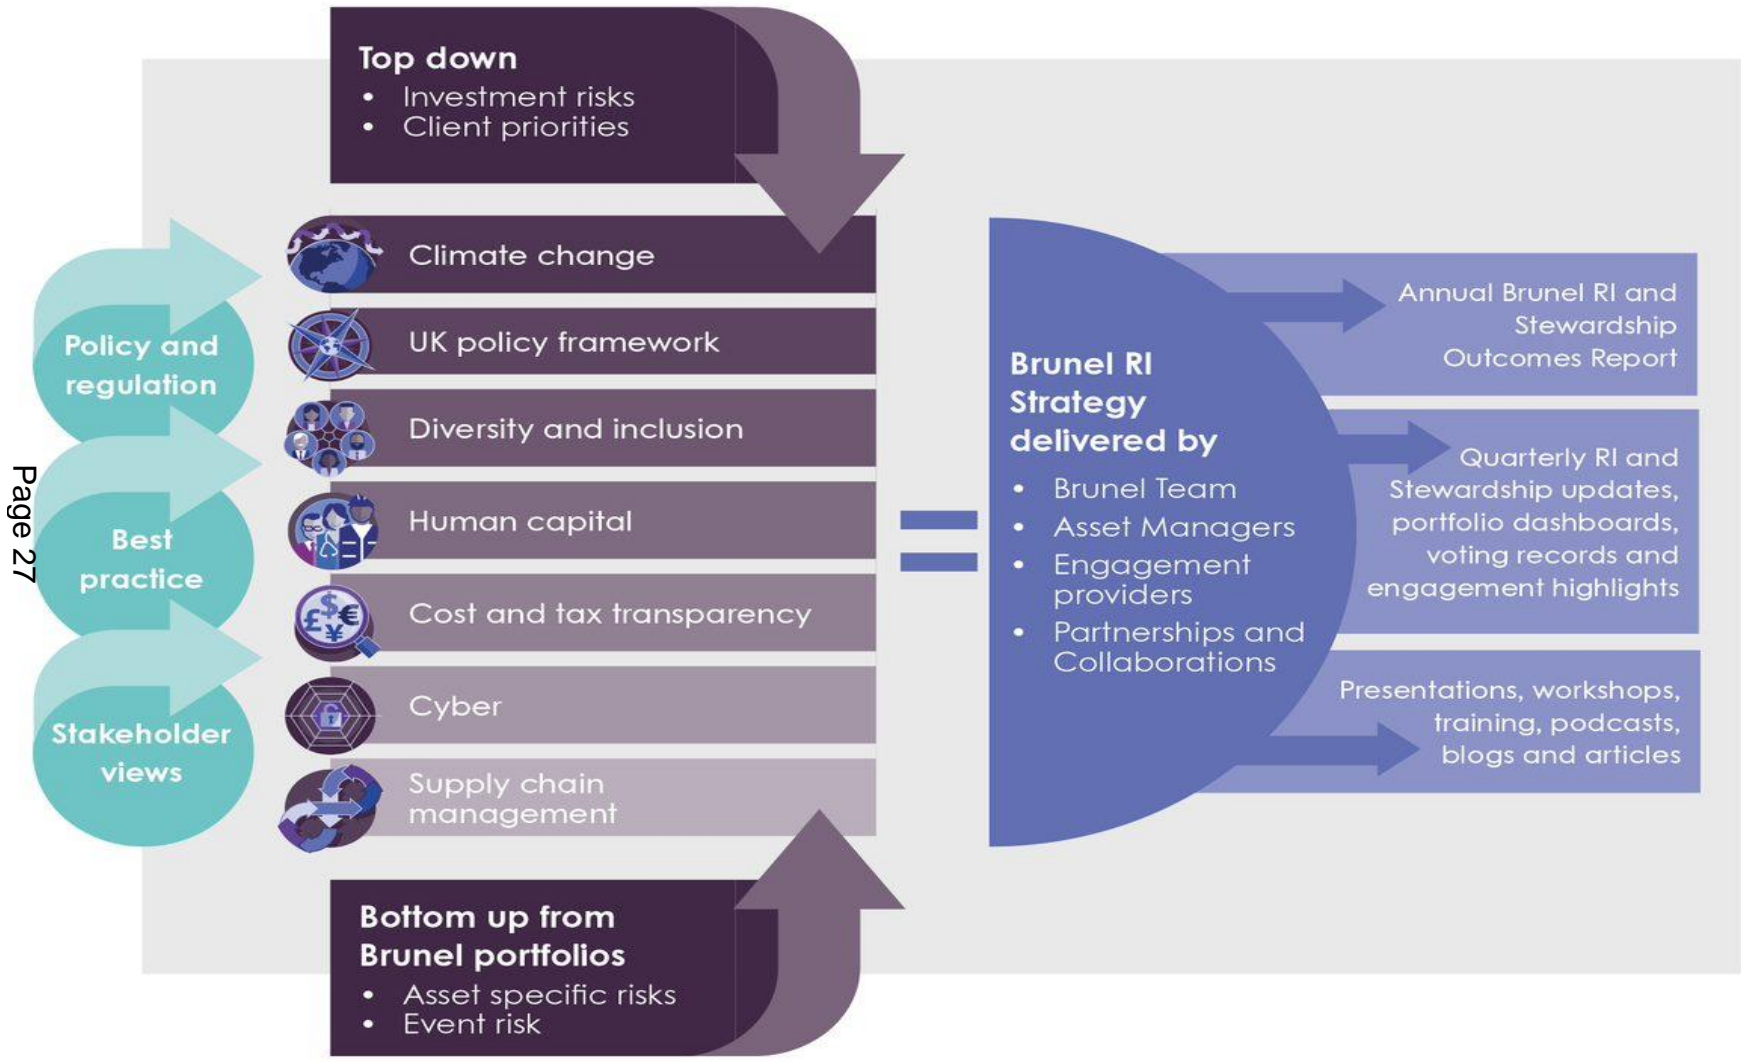 Top down
• Investment risks
• Client priorities
Policy and
regulation
Best
practice
Stakeholder
views
Climate change
UK policy framework
Diversity and inclusion
Human capital
Cost and tax transparency
£$€
¥
Cyber
Supply chain
management
Bottom up from
Brunel portfolios
• Asset specific risks
• Event risk
Brunel RI
Strategy
delivered by
• Brunel Team
• Asset Managers
• Engagement
providers
• Partnerships and
Collaborations
Annual Brunel RI and
Stewardship
Outcomes Report
Quarterly RI and
Stewardship updates,
portfolio dashboards,
voting records and
engagement highlights
Presentations, workshops,
training, podcasts,
blogs and articles
Page 27